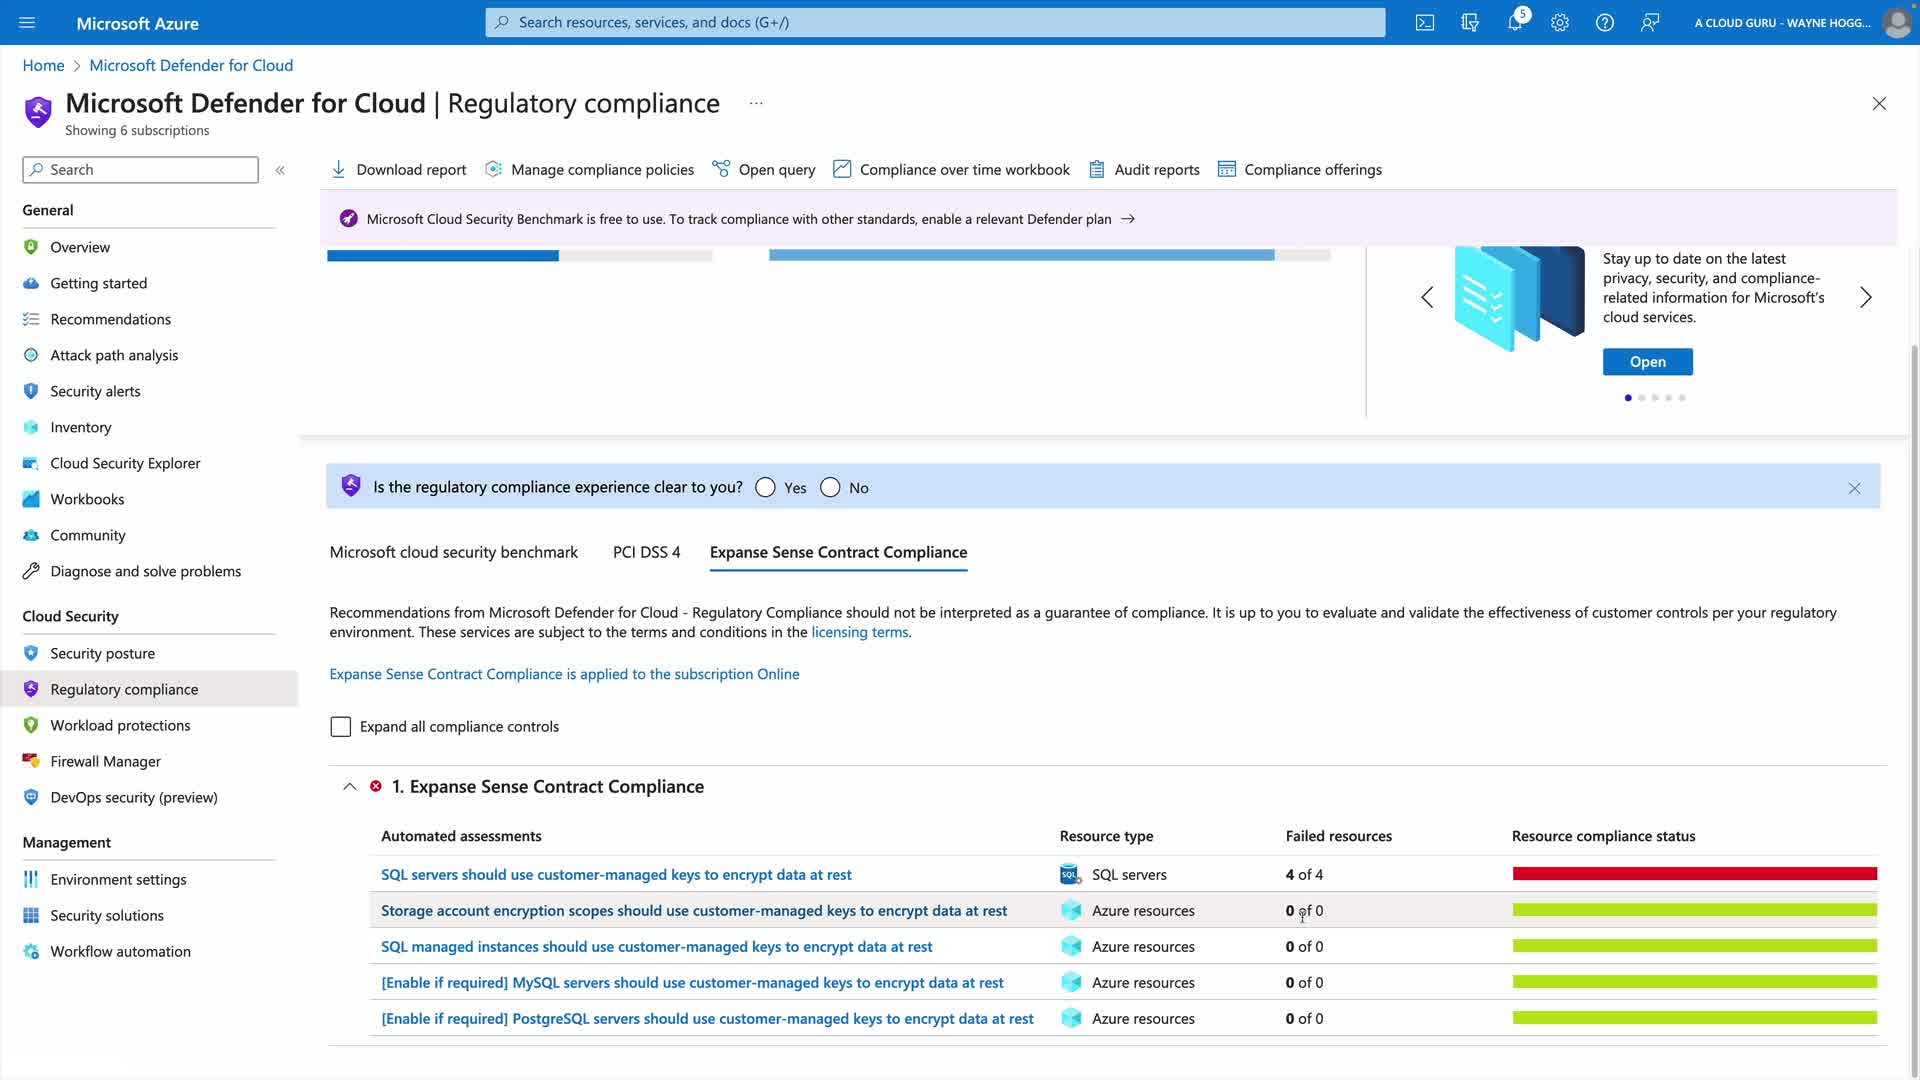 Microsoft Azure
Search resources, services, and docs (G+/)
5
A CLOUD GURU - WAYNE HOGG...
Home > Microsoft Defender for Cloud
Microsoft Defender for Cloud | Regulatory compliance ...
Showing 6 subscriptions
Search
«
Download report
Manage compliance policies
Open query
Compliance over time workbook
Audit reports
Compliance offerings
Microsoft Cloud Security Benchmark is free to use. To track compliance with other standards, enable a relevant Defender plan →
General
Overview
Getting started
Recommendations
Attack path analysis
Security alerts
Inventory
Cloud Security Explorer
Workbooks
Community
Diagnose and solve problems
Cloud Security
Security posture
Regulatory compliance
Workload protections
Firewall Manager
DevOps security (preview)
Management
Environment settings
Security solutions
Workflow automation
Stay up to date on the latest
privacy, security, and compliance-
related information for Microsoft's
cloud services.
Open
Is the regulatory compliance experience clear to you? Yes No
Microsoft cloud security benchmark
PCI DSS 4
Expanse Sense Contract Compliance
Recommendations from Microsoft Defender for Cloud - Regulatory Compliance should not be interpreted as a guarantee of compliance. It is up to you to evaluate and validate the effectiveness of customer controls per your regulatory
environment. These services are subject to the terms and conditions in the licensing terms.
Expanse Sense Contract Compliance is applied to the subscription Online
Expand all compliance controls
1. Expanse Sense Contract Compliance
Automated assessments Resource type Failed resources Resource compliance status
SQL servers should use customer-managed keys to encrypt data at rest SQL SQL servers 4 of 4
Storage account encryption scopes should use customer-managed keys to encrypt data at rest Azure resources 0 of 0
SQL managed instances should use customer-managed keys to encrypt data at rest Azure resources 0 of 0
[Enable if required] MySQL servers should use customer-managed keys to encrypt data at rest Azure resources 0 of 0
[Enable if required] PostgreSQL servers should use customer-managed keys to encrypt data at rest Azure resources 0 of 0